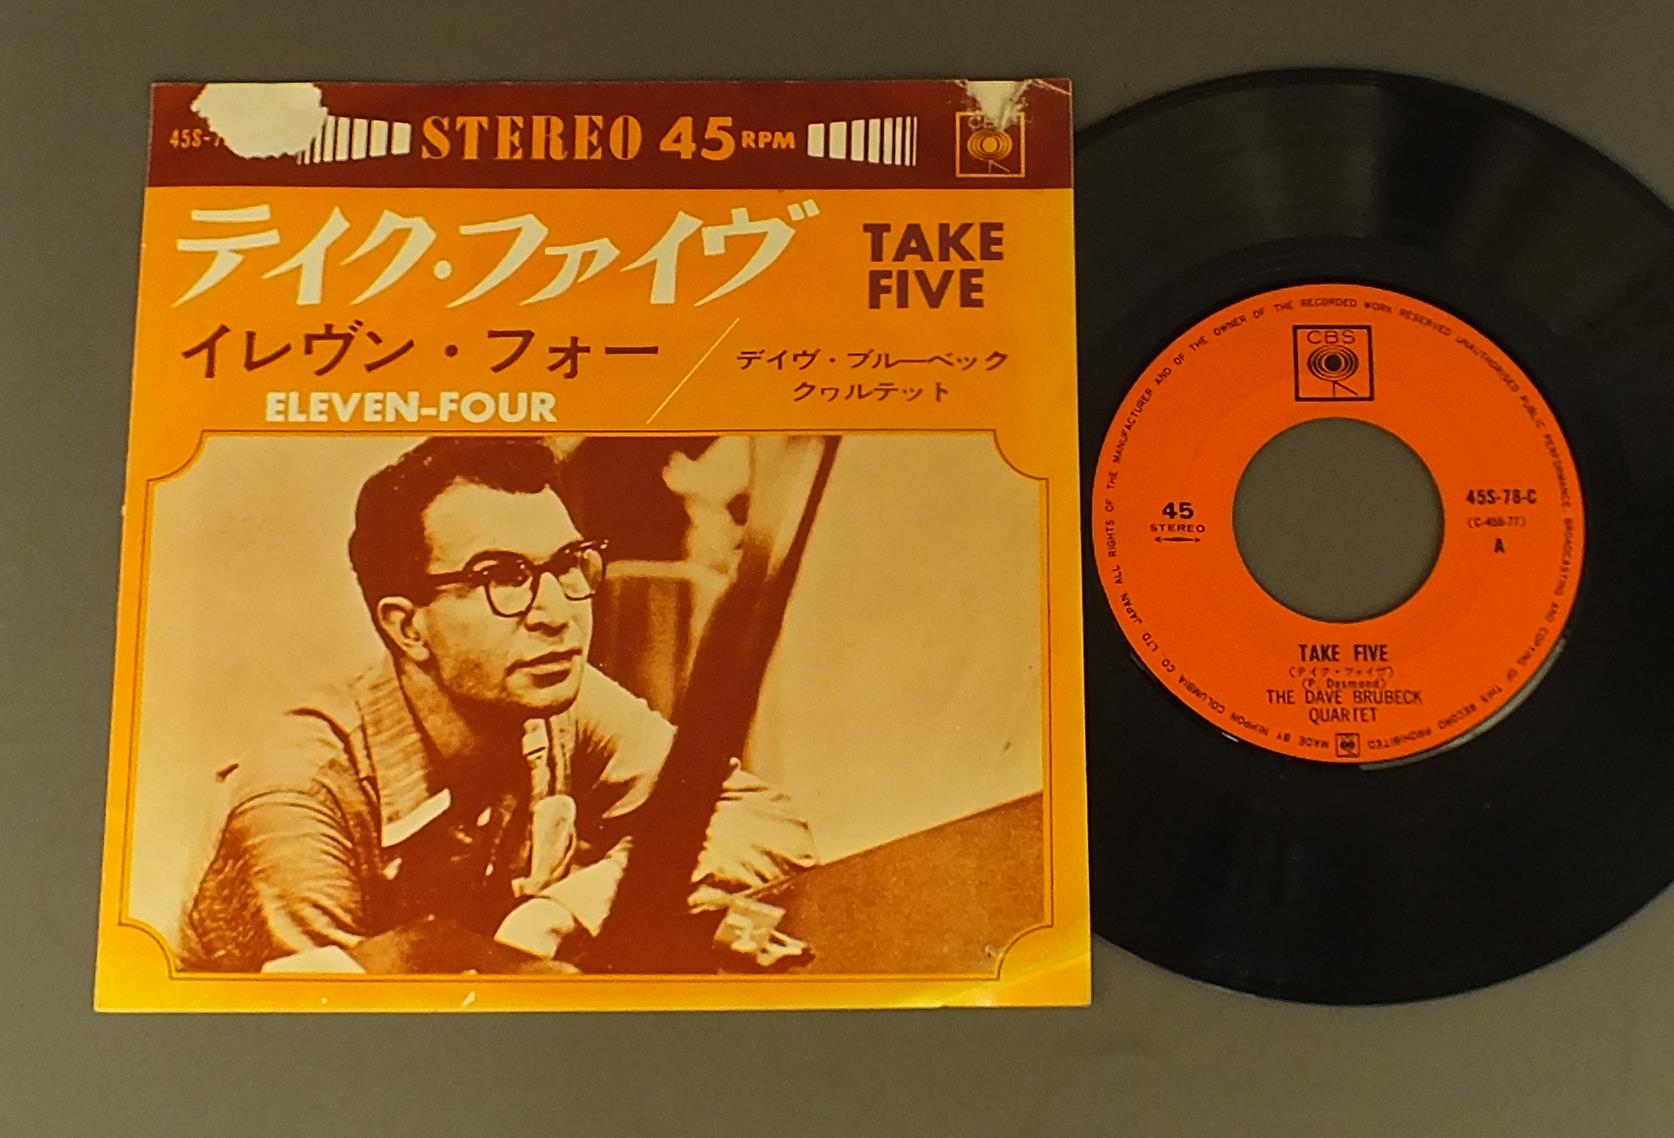 STEREO 45 RPM
CBS
テイク・ファイヴ
TAKE
FIVE
イレヴン・フォー
ELEVEN-FOUR
デイヴ・ブルーベック
クヮルテット
CBS
45
STEREO
45S-78-C
(C-45S-77)
A
TAKE FIVE
(テイク・ファイヴ)
(P. Desmond)
THE DAVE BRUBECK
QUARTET
MADE BY NIPPON COLUMBIA CO., LTD. JAPAN ALL RIGHTS OF THE MANUFACTURER AND OF THE OWNER OF THE RECORDED WORK RESERVED UNAUTHORISED PUBLIC PERFORMANCE BROADCASTING AND COPYING OF THIS RECORD PROHIBITED